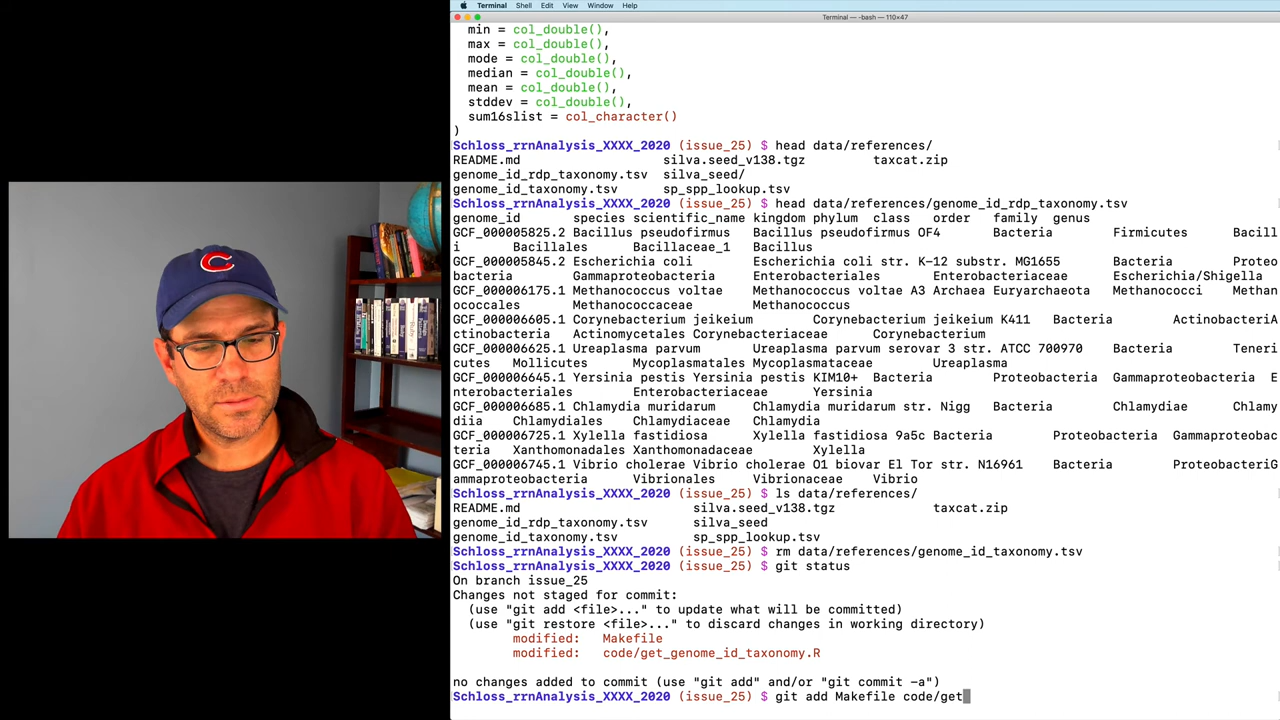 Terminal Shell Edit View Window Help
Terminal — -bash — 110×47
min = col_double(),
max = col_double(),
mode = col_double(),
median = col_double(),
mean = col_double(),
stddev = col_double(),
sum16slist = col_character()
)
Schloss_rrnAnalysis_XXXX_2020 (issue_25) $ head data/references/
README.md silva.seed_v138.tgz taxcat.zip
genome_id_rdp_taxonomy.tsv silva_seed/
genome_id_taxonomy.tsv sp_spp_lookup.tsv
Schloss_rrnAnalysis_XXXX_2020 (issue_25) $ head data/references/genome_id_rdp_taxonomy.tsv
genome_id species scientific_name kingdom phylum class order family genus
GCF_000005825.2 Bacillus pseudofirmus Bacillus pseudofirmus OF4 Bacteria Firmicutes Bacill
i Bacillales Bacillaceae_1 Bacillus
GCF_000005845.2 Escherichia coli Escherichia coli str. K-12 substr. MG1655 Bacteria Proteo
bacteria Gammaproteobacteria Enterobacteriales Enterobacteriaceae Escherichia/Shigella
GCF_000006175.1 Methanococcus voltae Methanococcus voltae A3 Archaea Euryarchaeota Methanococci Methan
ococcales Methanococcaceae Methanococcus
GCF_000006605.1 Corynebacterium jeikeium Corynebacterium jeikeium K411 Bacteria ActinobacteriA
ctinobacteria Actinomycetales Corynebacteriaceae Corynebacterium
GCF_000006625.1 Ureaplasma parvum Ureaplasma parvum serovar 3 str. ATCC 700970 Bacteria Teneri
cutes Mollicutes Mycoplasmatales Mycoplasmataceae Ureaplasma
GCF_000006645.1 Yersinia pestis Yersinia pestis KIM10+ Bacteria Proteobacteria Gammaproteobacteria E
nterobacteriales Enterobacteriaceae Yersinia
GCF_000006685.1 Chlamydia muridarum Chlamydia muridarum str. Nigg Bacteria Chlamydiae Chlamy
diia Chlamydiales Chlamydiaceae Chlamydia
GCF_000006725.1 Xylella fastidiosa Xylella fastidiosa 9a5c Bacteria Proteobacteria Gammaproteobac
teria Xanthomonadales Xanthomonadaceae Xylella
GCF_000006745.1 Vibrio cholerae Vibrio cholerae O1 biovar El Tor str. N16961 Bacteria ProteobacteriG
ammaproteobacteria Vibrionales Vibrionaceae Vibrio
Schloss_rrnAnalysis_XXXX_2020 (issue_25) $ ls data/references/
README.md silva.seed_v138.tgz taxcat.zip
genome_id_rdp_taxonomy.tsv silva_seed
genome_id_taxonomy.tsv sp_spp_lookup.tsv
Schloss_rrnAnalysis_XXXX_2020 (issue_25) $ rm data/references/genome_id_taxonomy.tsv
Schloss_rrnAnalysis_XXXX_2020 (issue_25) $ git status
On branch issue_25
Changes not staged for commit:
(use "git add <file>..." to update what will be committed)
(use "git restore <file>..." to discard changes in working directory)
modified: Makefile
modified: code/get_genome_id_taxonomy.R
no changes added to commit (use "git add" and/or "git commit -a")
Schloss_rrnAnalysis_XXXX_2020 (issue_25) $ git add Makefile code/get